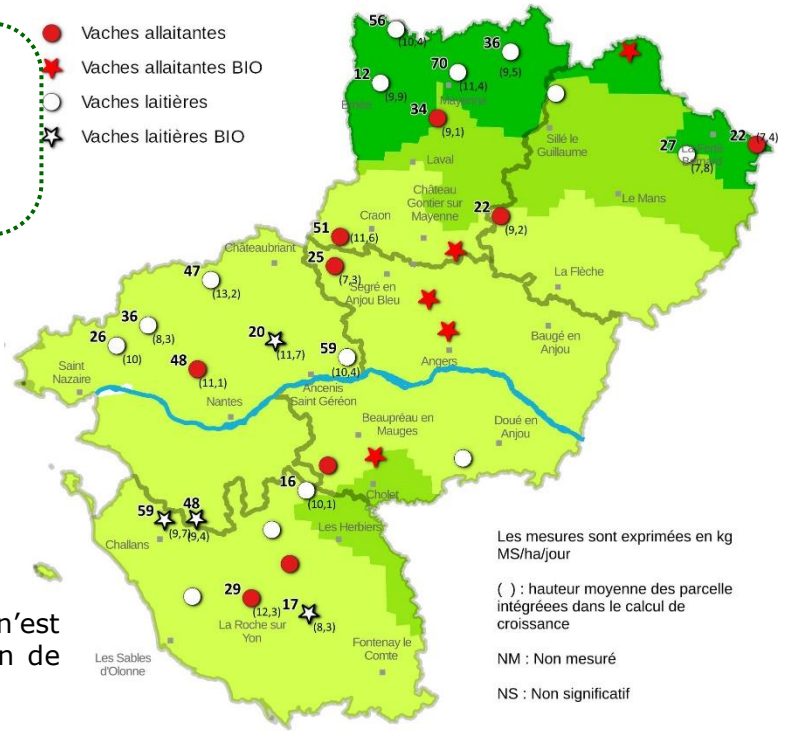 Vaches allaitantes
Vaches allaitantes BIO
Vaches laitières
Vaches laitières BIO
56
(10,4)
36
(9,5)
12
(9,9)
70
(11,4)
Mayenne
34
(9,1)
Laval
Sillé le
Guillaume
22
(7,4)
27
(7,8)
Le Mans
Château
Gontier sur
Mayenne
Craon
22
(9,2)
51
(11,6)
Châteaubriant
25
(7,3)
Segré en
Anjou Bleu
La Flèche
47
(13,2)
36
(8,3)
26
(10)
20
(11,7)
59
(10,4)
48
(11,1)
Angers
Baugé en
Anjou
Saint
Nazaire
Nantes
Ancenis
Saint Géréon
Beaupréau en
Mauges
Doué en
Anjou
Cholet
16
(10,1)
59
(9,7)
48
(9,4)
Challans
Les Herbiers
29
(12,3)
17
(8,3)
La Roche sur
Yon
Fontenay le
Comte
Les Sables
d'Olonne
n'est
n de
Les mesures sont exprimées en kg
MS/ha/jour
( ) : hauteur moyenne des parcelle
intégréees dans le calcul de
croissance
NM : Non mesuré
NS : Non significatif